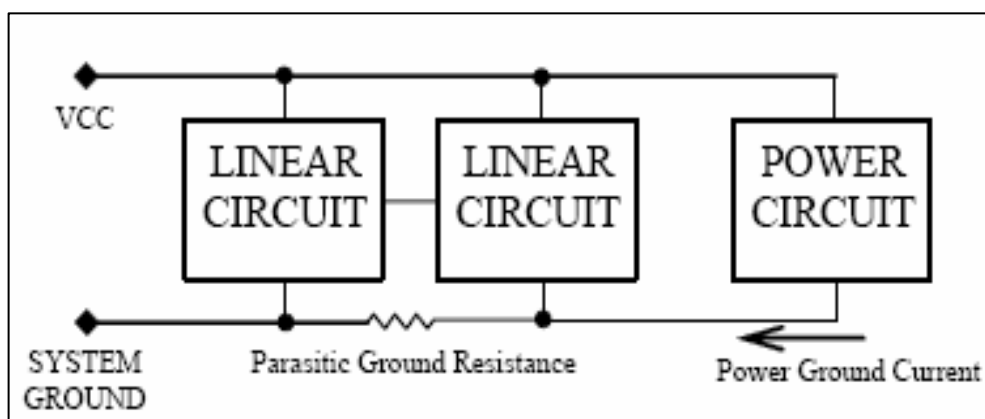 VCC
LINEAR
CIRCUIT
LINEAR
CIRCUIT
POWER
CIRCUIT
SYSTEM
GROUND
Parasitic Ground Resistance
Power Ground Current